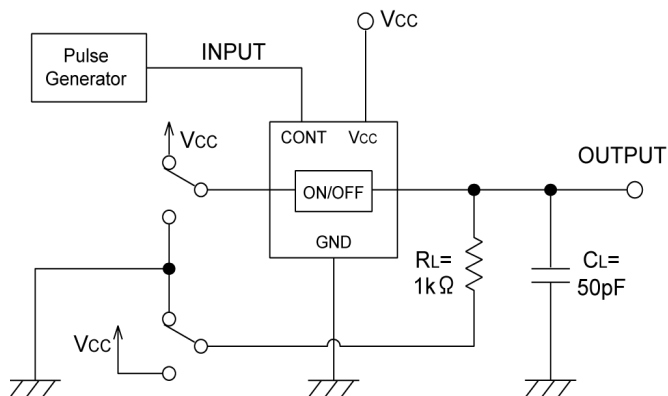 Pulse
Generator
INPUT
Vcc
CONT Vcc
Vcc
ON/OFF
OUTPUT
GND
RL=
1kΩ
CL=
50pF
Vcc